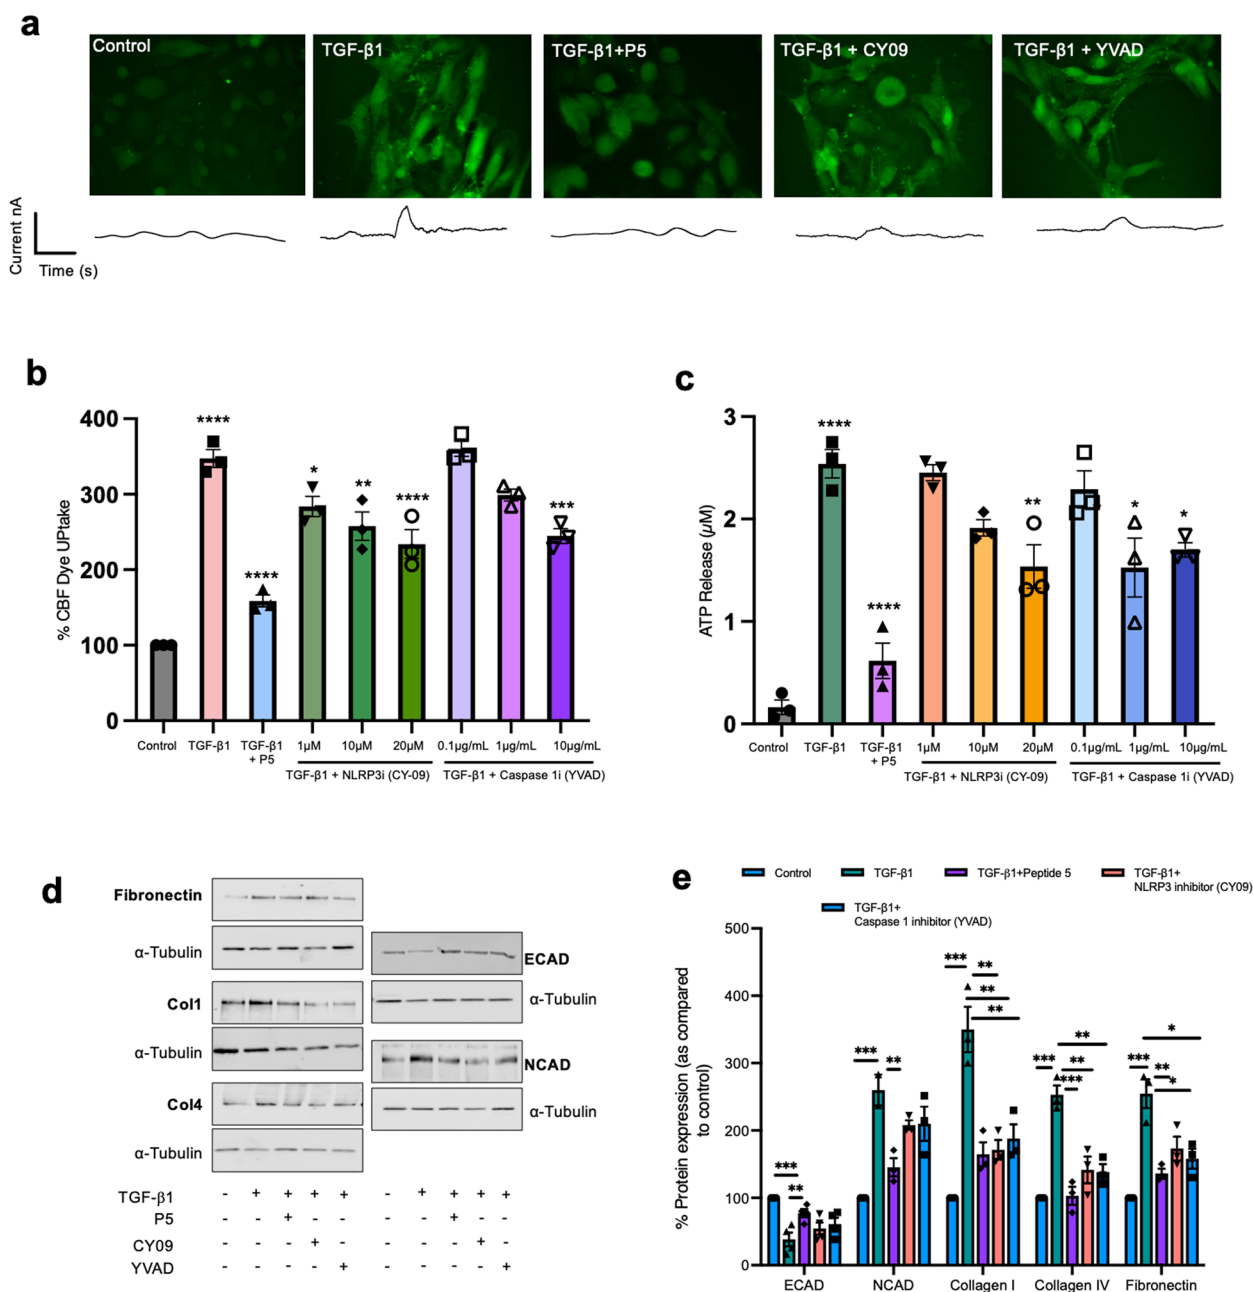 a
Control
TGF-β1
TGF-β1+P5
TGF-β1 + CY09
TGF-β1 + YVAD
Current nA
Time (s)
b
% CBF Dye UPtake
400
300
200
100
0
****
****
*
**
****
***
Control
TGF-β1
TGF-β1
+ P5
1µM
10µM
20µM
0.1µg/mL
1µg/mL
10µg/mL
TGF-β1 + NLRP3i (CY-09)
TGF-β1 + Caspase 1i (YVAD)
c
ATP Release (µM)
3
2
1
0
****
****
**
*
*
Control
TGF-β1
TGF-β1
+ P5
1µM
10µM
20µM
0.1µg/mL
1µg/mL
10µg/mL
TGF-β1 + NLRP3i (CY-09)
TGF-β1 + Caspase 1i (YVAD)
d
Fibronectin
α-Tubulin
Col1
α-Tubulin
Col4
α-Tubulin
ECAD
α-Tubulin
NCAD
α-Tubulin
TGF-β1 - + + + + - + + + +
P5 - - + - - - - + - -
CY09 - - - + - - - - + -
YVAD - - - - + - - - - +
e
Control
TGF-β1
TGF-β1+Peptide 5
TGF-β1+
NLRP3 inhibitor (CY09)
TGF-β1+
Caspase 1 inhibitor (YVAD)
% Protein expression (as compared
to control)
500
400
300
200
100
0
***
**
***
**
***
**
**
**
***
***
**
**
***
**
*
*
ECAD
NCAD
Collagen I
Collagen IV
Fibronectin